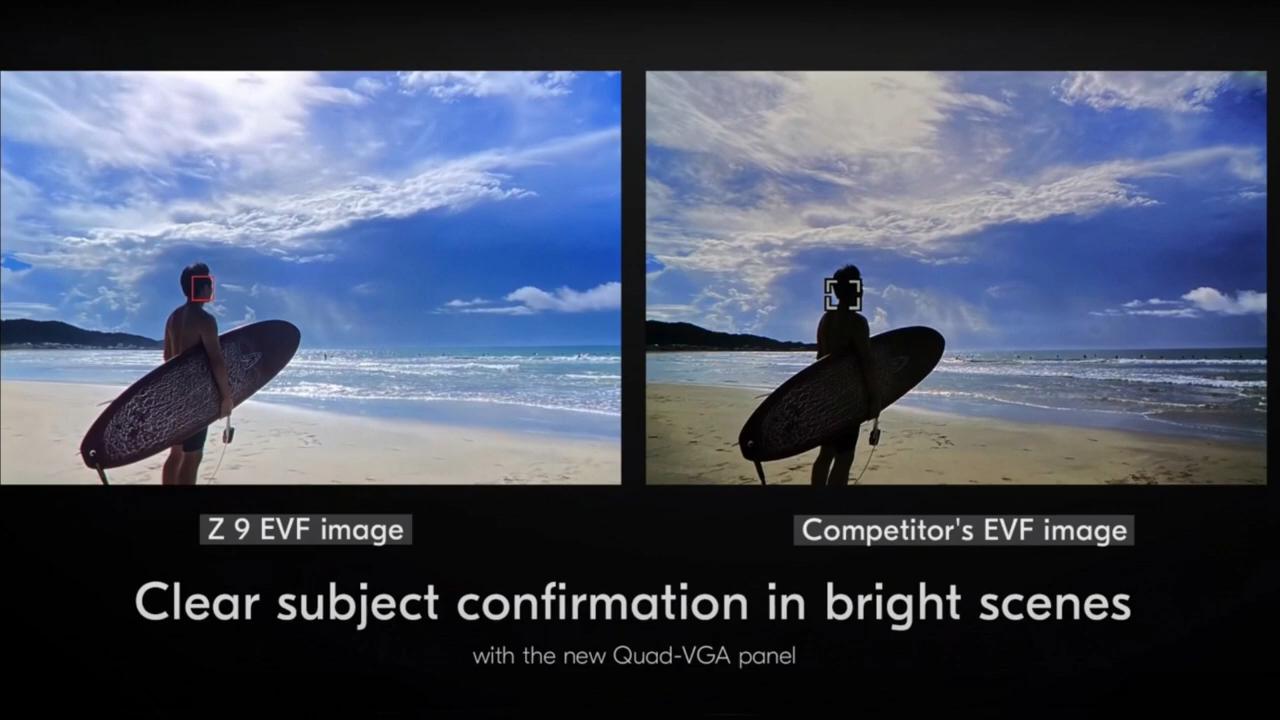 Z 9 EVF image
Competitor's EVF image
Clear subject confirmation in bright scenes
with the new Quad-VGA panel